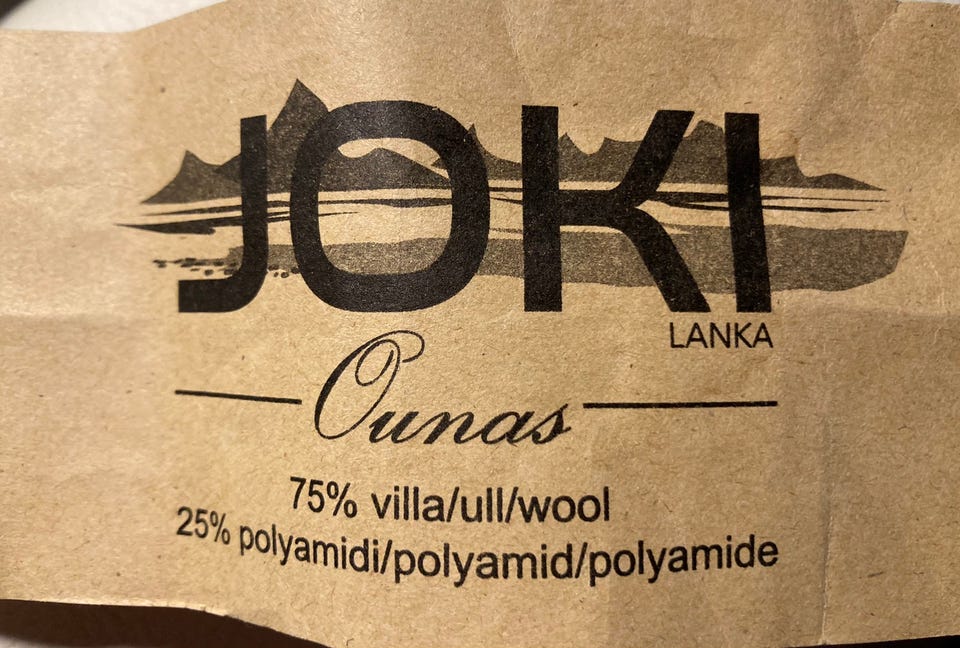 JOKI
LANKA
Ounas
75% villa/ull/wool
25% polyamidi/polyamid/polyamide